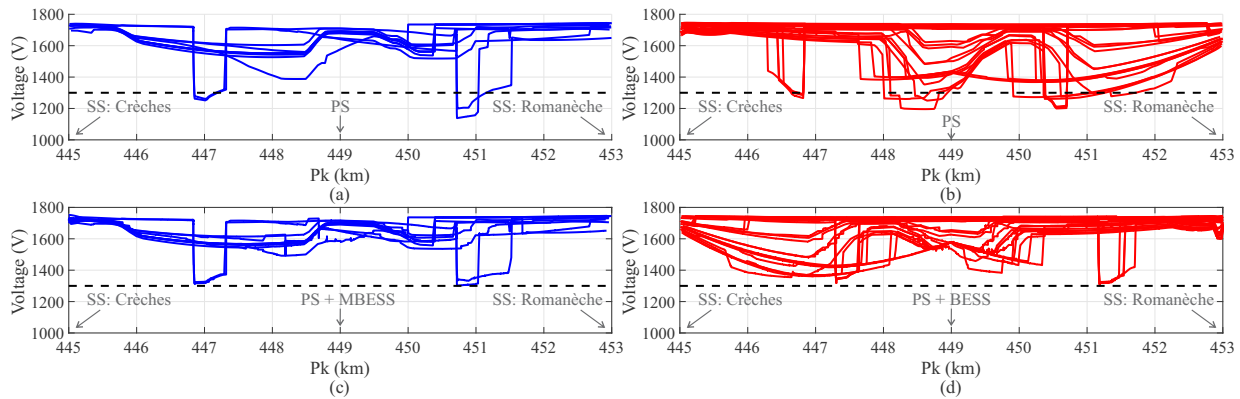 1800
1600
1400
1200
1000
Voltage (V)
SS: Crèches
PS
SS: Romanèche
445 446 447 448 449 450 451 452 453
Pk (km)
(a)
1800
1600
1400
1200
1000
Voltage (V)
SS: Crèches
PS
SS: Romanèche
445 446 447 448 449 450 451 452 453
Pk (km)
(b)
1800
1600
1400
1200
1000
Voltage (V)
SS: Crèches
PS + MBESS
SS: Romanèche
445 446 447 448 449 450 451 452 453
Pk (km)
(c)
1800
1600
1400
1200
1000
Voltage (V)
SS: Crèches
PS + BESS
SS: Romanèche
445 446 447 448 449 450 451 452 453
Pk (km)
(d)